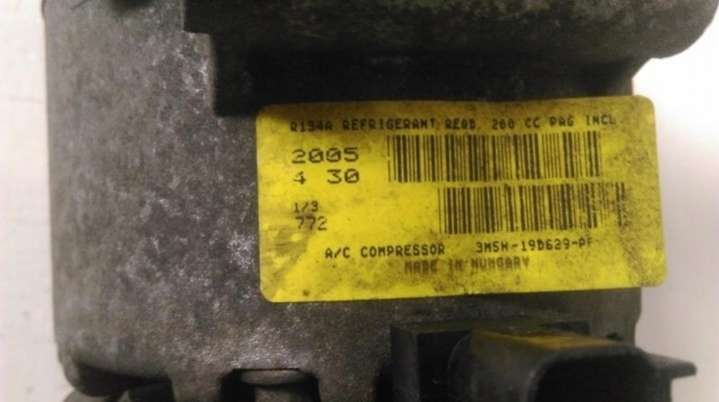 R134A REFRIGERANT REQD. 200 CC PAG INCL
2005
4 30
1/3
772
A/C COMPRESSOR 3M5H-19D629-PF
MADE IN HUNGARY